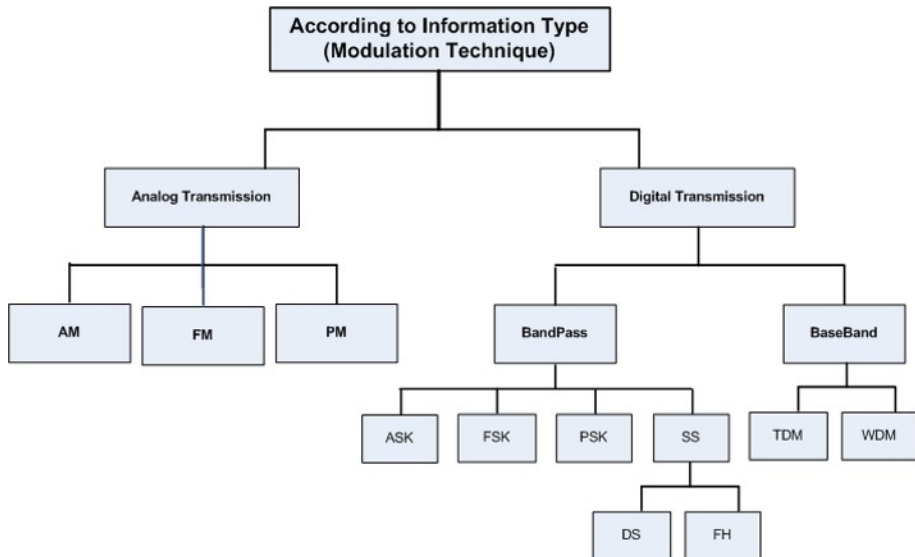 According to Information Type
(Modulation Technique)
Analog Transmission
Digital Transmission
AM
FM
PM
BandPass
BaseBand
ASK
FSK
PSK
SS
TDM
WDM
DS
FH